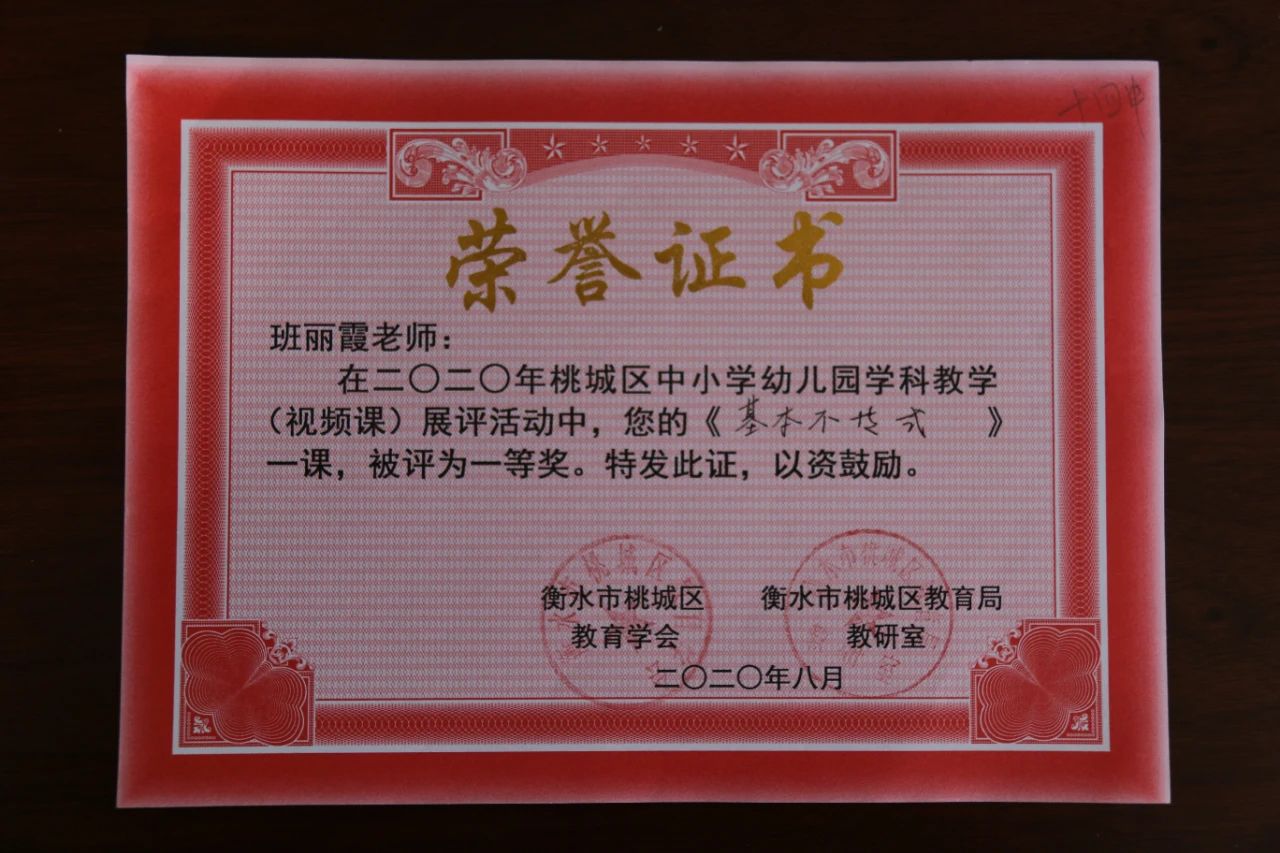 十四中
荣誉证书
班丽霞老师：
在二〇二〇年桃城区中小学幼儿园学科教学
（视频课）展评活动中，您的《基本不等式》
一课，被评为一等奖。特发此证，以资鼓励。
衡水市桃城区 衡水市桃城区教育局
教育学会 教研室
二〇二〇年八月